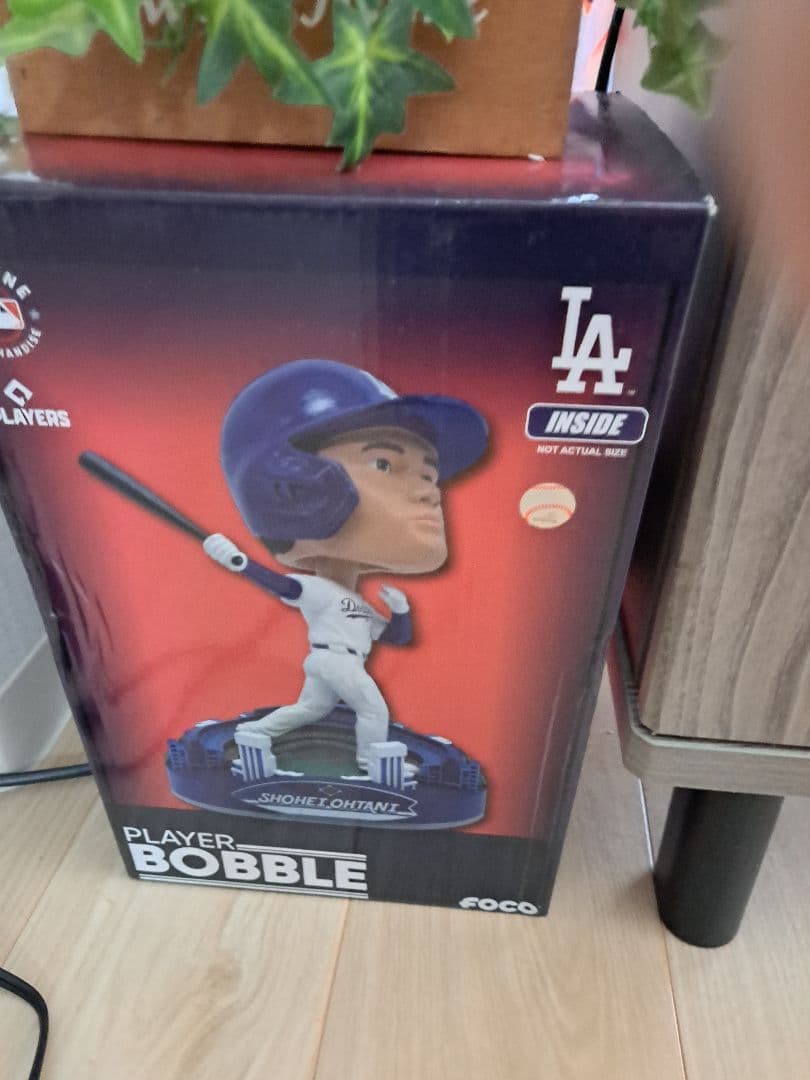 LA
INSIDE
NOT ACTUAL SIZE
PLAYERS
SHOHEI OHTANI
PLAYER
BOBBLE
FOCO